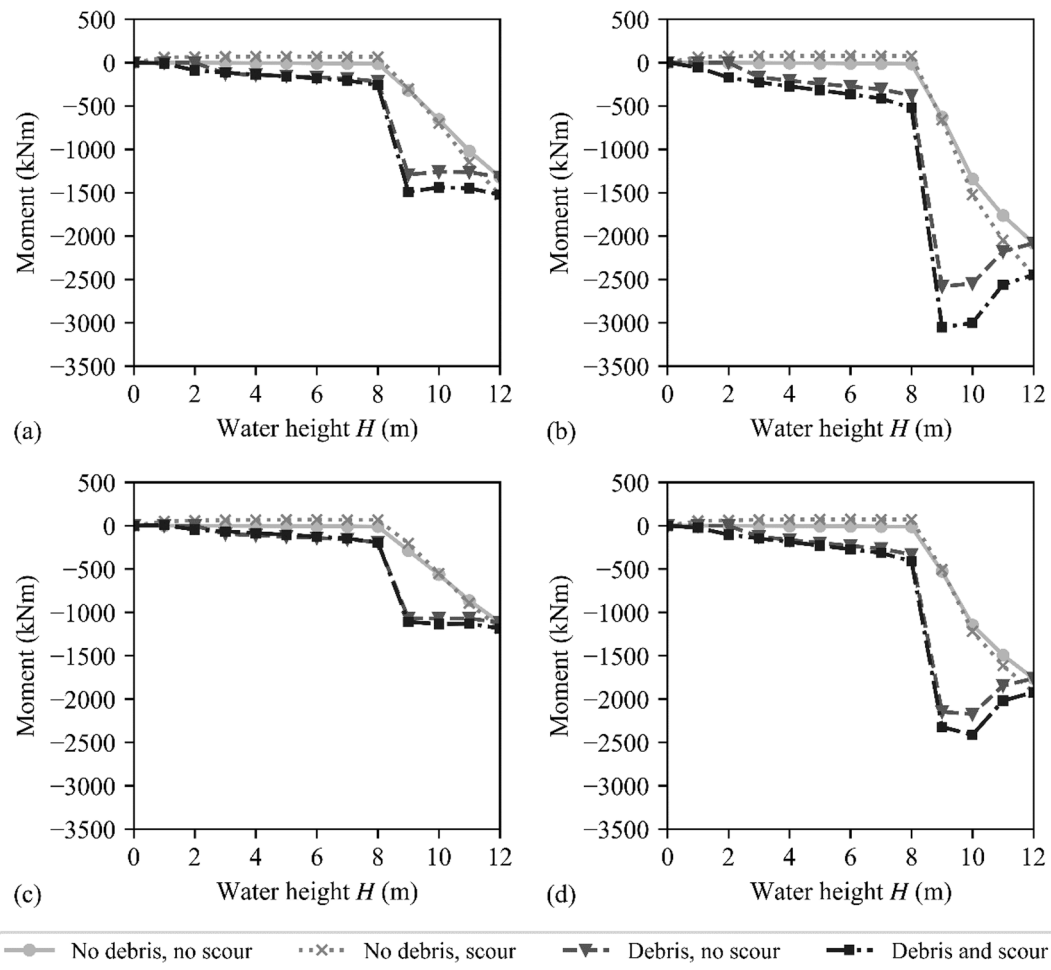 500
0
−500
−1000
−1500
−2000
−2500
−3000
−3500
Moment (kNm)
0 2 4 6 8 10 12
Water height H (m)
(a)
500
0
−500
−1000
−1500
−2000
−2500
−3000
−3500
Moment (kNm)
0 2 4 6 8 10 12
Water height H (m)
(b)
500
0
−500
−1000
−1500
−2000
−2500
−3000
−3500
Moment (kNm)
0 2 4 6 8 10 12
Water height H (m)
(c)
500
0
−500
−1000
−1500
−2000
−2500
−3000
−3500
Moment (kNm)
0 2 4 6 8 10 12
Water height H (m)
(d)
No debris, no scour No debris, scour Debris, no scour Debris and scour